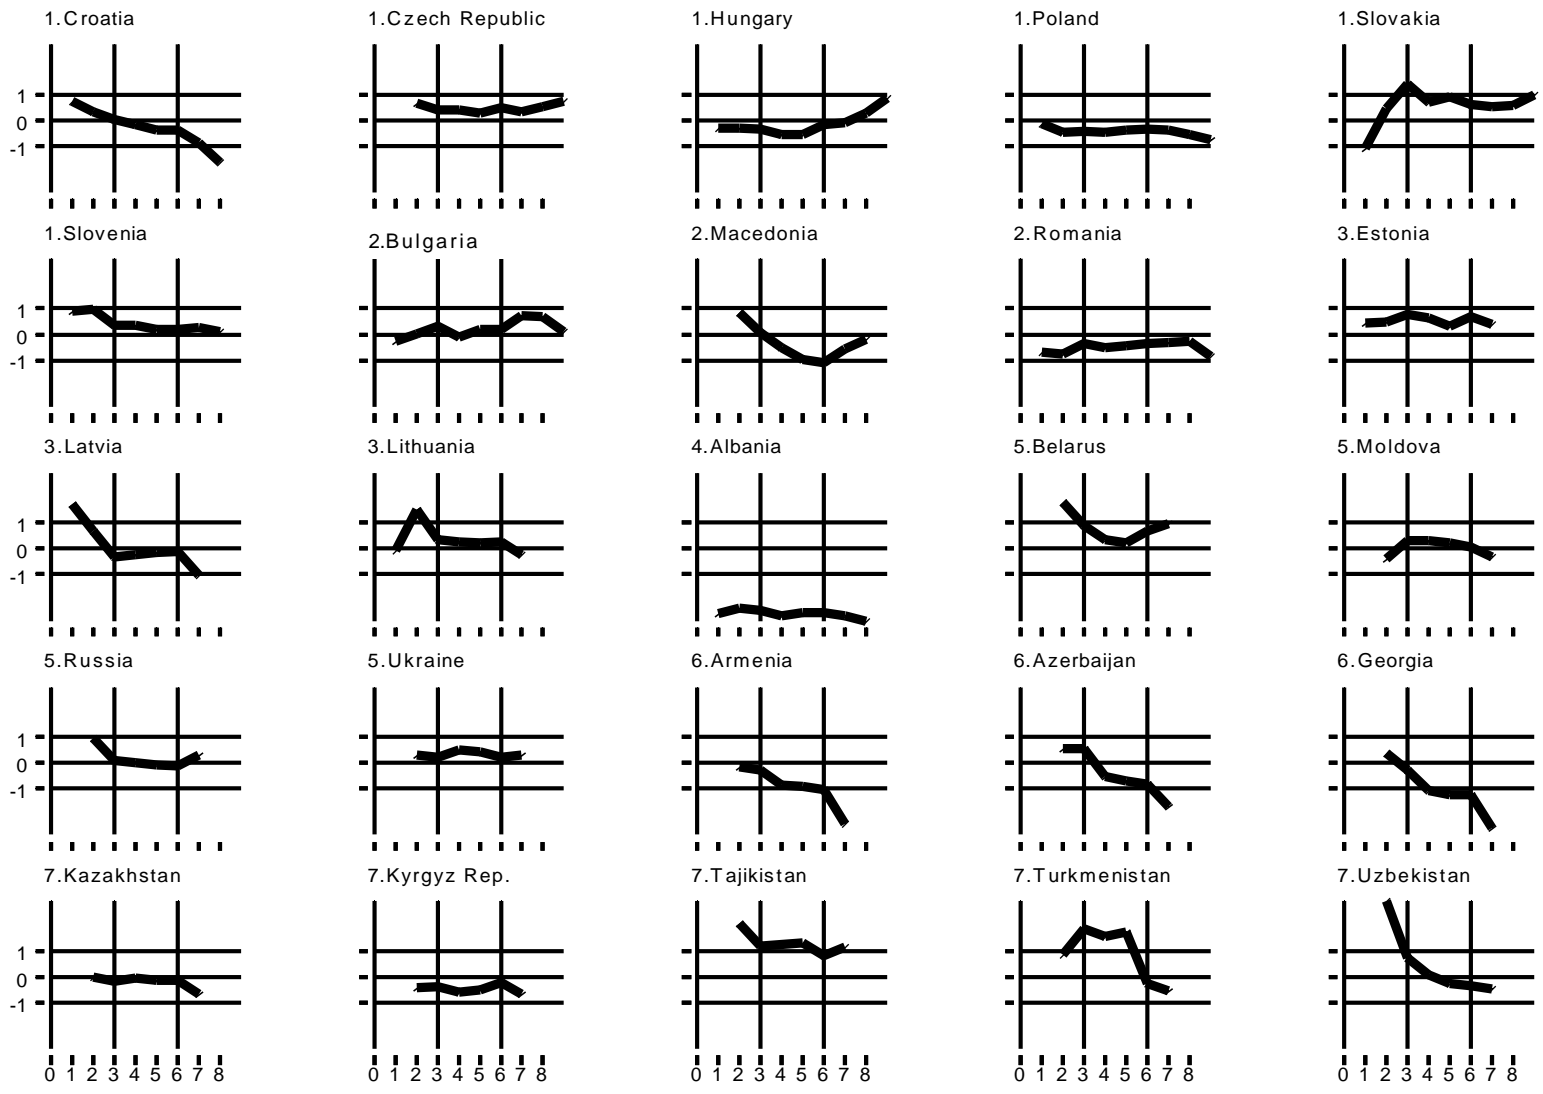 1.Croatia 1.Czech Republic 1.Hungary 1.Poland 1.Slovakia
1
0
-1
1.Slovenia 2.Bulgaria 2.Macedonia 2.Romania 3.Estonia
1
0
-1
3.Latvia 3.Lithuania 4.Albania 5.Belarus 5.Moldova
1
0
-1
5.Russia 5.Ukraine 6.Armenia 6.Azerbaijan 6.Georgia
1
0
-1
7.Kazakhstan 7.Kyrgyz Rep. 7.Tajikistan 7.Turkmenistan 7.Uzbekistan
1
0
-1
0 1 2 3 4 5 6 7 8 0 1 2 3 4 5 6 7 8 0 1 2 3 4 5 6 7 8 0 1 2 3 4 5 6 7 8 0 1 2 3 4 5 6 7 8